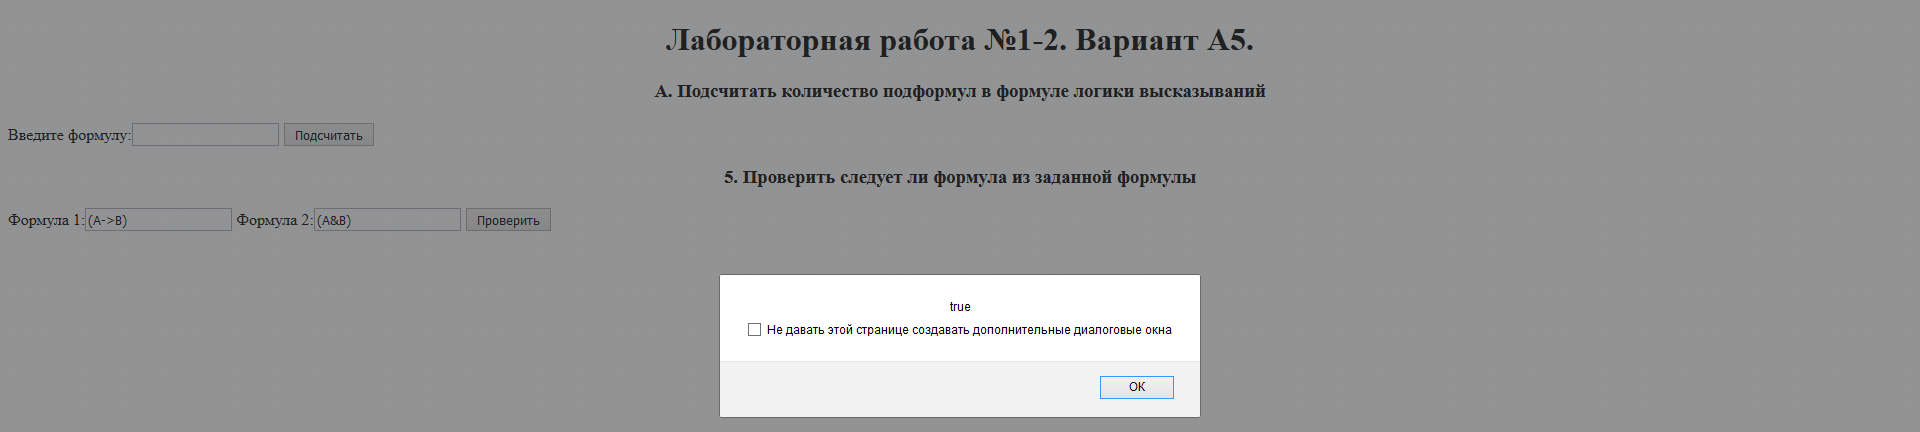 Лабораторная работа №1-2. Вариант А5.
А. Подсчитать количество подформул в формуле логики высказываний
Введите формулу: Подсчитать
5. Проверить следует ли формула из заданной формулы
Формула 1: (A->B) Формула 2: (A&B) Проверить
true
Не давать этой странице создавать дополнительные диалоговые окна
OK